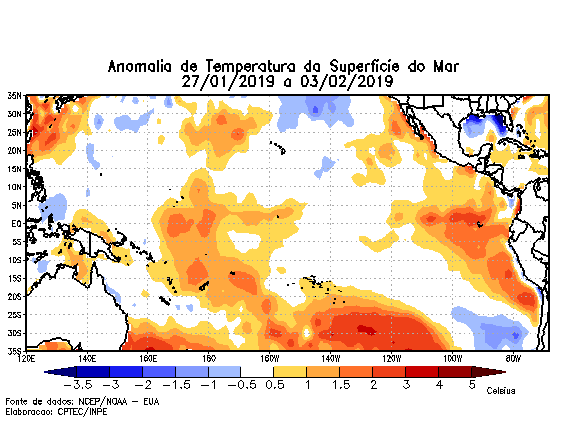 Anomalia de Temperatura da Superfície do Mar
27/01/2019 a 03/02/2019
35N
30N
25N
20N
15N
10N
5N
EQ
5S
10S
15S
20S
25S
30S
35S
120E 140E 160E 180 160W 140W 120W 100W 80W
−3.5 −3 −2 −1.5 −1 −0.5 0.5 1 1.5 2 3 4 5
Celsius
Fonte de dados: NCEP/NOAA − EUA
Elaboracao: CPTEC/INPE